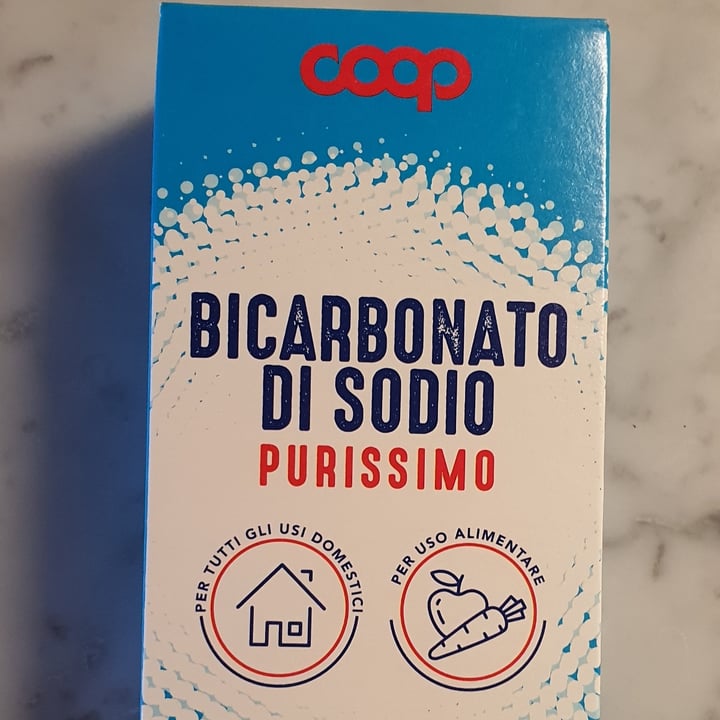 coop
BICARBONATO
DI SODIO
PURISSIMO
PER TUTTI GLI USI DOMESTICI
PER USO ALIMENTARE